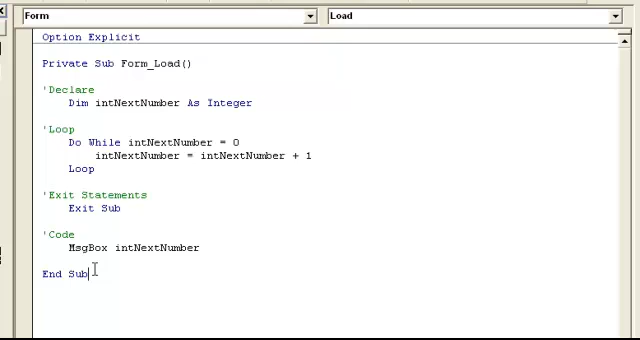 Form Load
Option Explicit
Private Sub Form_Load()
'Declare
Dim intNextNumber As Integer
'Loop
Do While intNextNumber = 0
intNextNumber = intNextNumber + 1
Loop
'Exit Statements
Exit Sub
'Code
MsgBox intNextNumber
End Sub